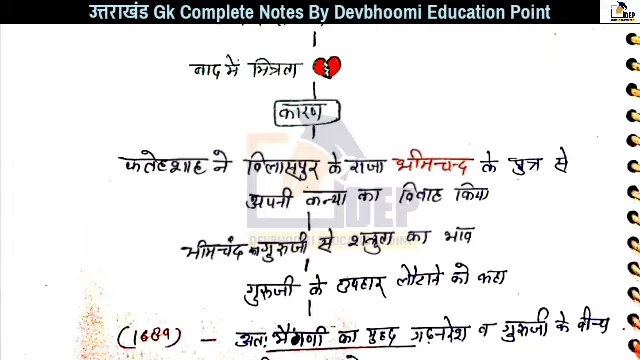 उत्तराखंड Gk Complete Notes By Devbhoomi Education Point
बाद में मित्रता
कारण
फतेहशाह ने विलासपुर के राजा भीमचन्द के पुत्र से
अपनी कन्या का विवाह किया
भीमचंद का गुरुजी से शत्रुता का भाव
गुरुजी के उपहार लौटाने को कहा
(1689) - अतः भैंगणी का युद्ध गढ़नरेश व गुरुजी के बीच